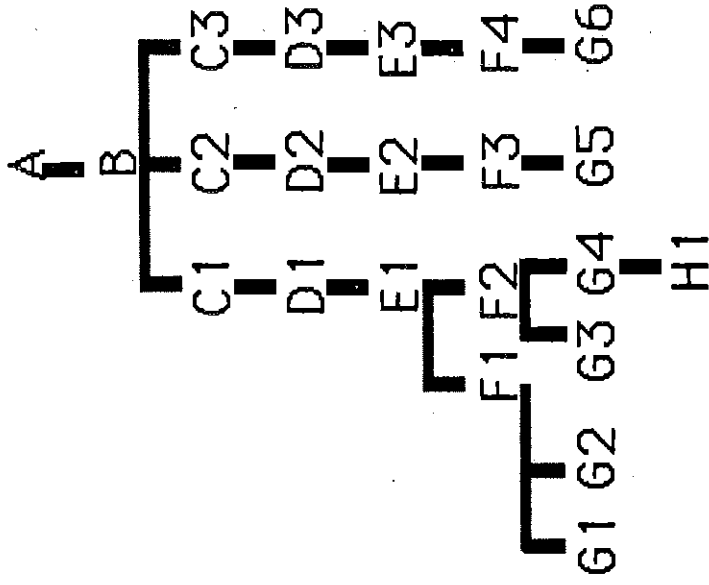 A
B
C1 C2 C3
D1 D2 D3
E1 E2 E3
F1 F2 F3 F4
G1 G2 G3 G4 G5 G6
H1